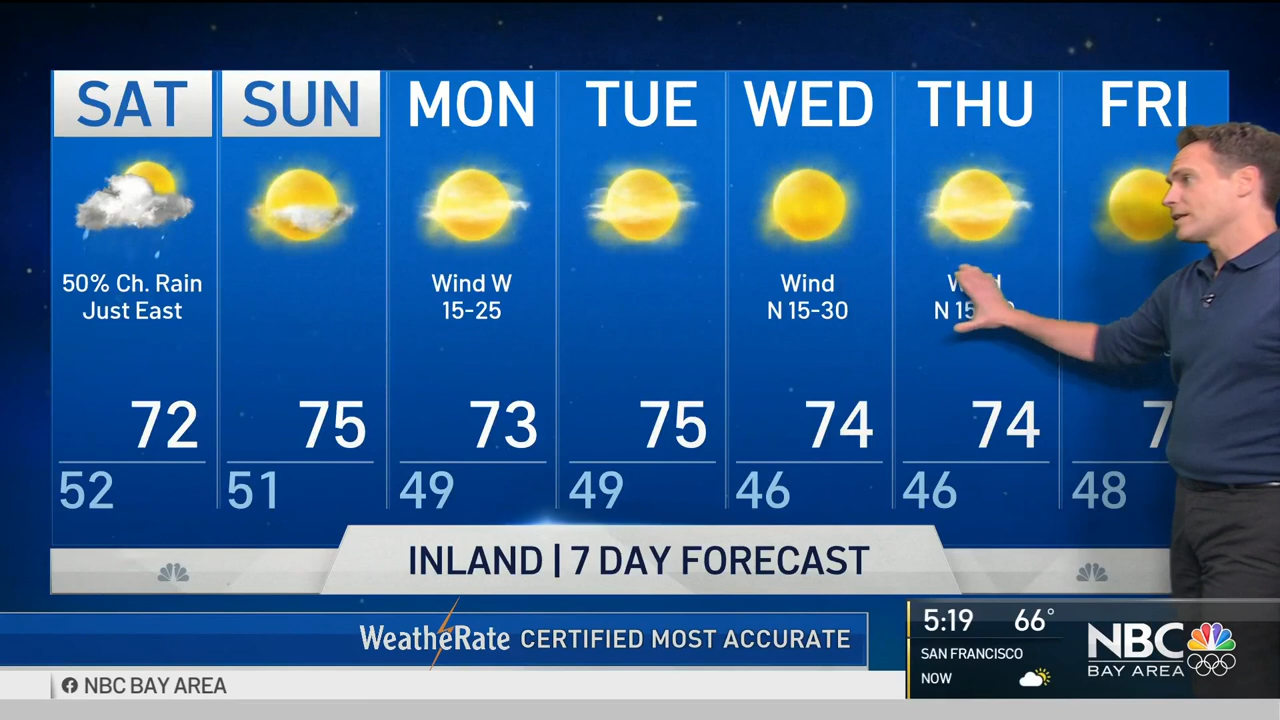 SAT
SUN
MON
TUE
WED
THU
FRI
50% Ch. Rain
Just East
Wind W
15-25
Wind
N 15-30
N 15
72
75
73
75
74
74
7
52
51
49
49
46
46
48
INLAND | 7 DAY FORECAST
WeatheRate CERTIFIED MOST ACCURATE
5:19 66°
SAN FRANCISCO
NOW
NBC
BAY AREA
NBC BAY AREA